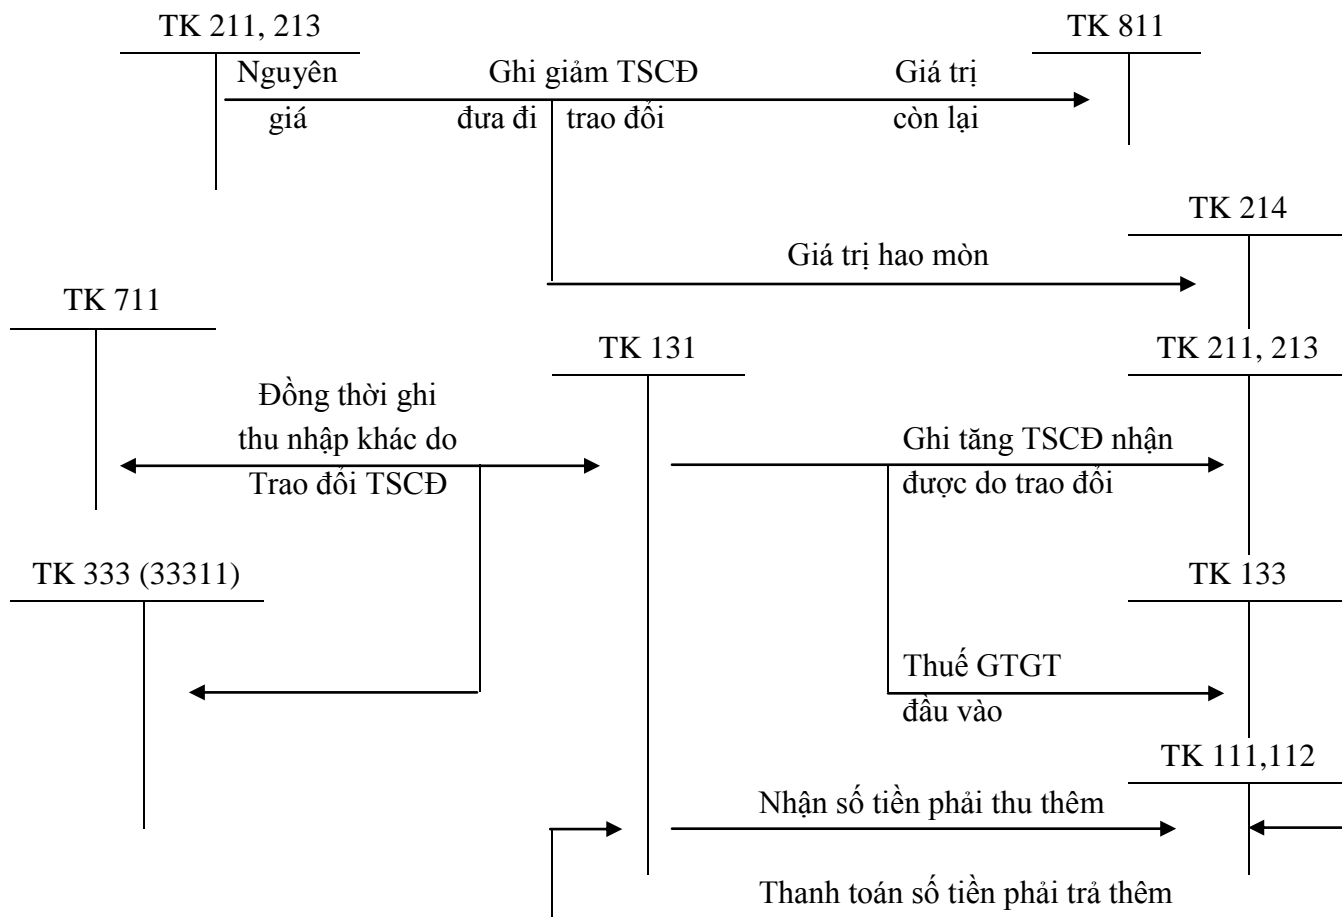 TK 211, 213
TK 811
Nguyên
Ghi giảm TSCĐ
Giá trị
giá
đưa đi
trao đổi
còn lại
TK 214
Giá trị hao mòn
TK 711
TK 131
TK 211, 213
Đồng thời ghi
thu nhập khác do
Trao đổi TSCĐ
Ghi tăng TSCĐ nhận
được do trao đổi
TK 333 (33311)
TK 133
Thuế GTGT
đầu vào
TK 111,112
Nhận số tiền phải thu thêm
Thanh toán số tiền phải trả thêm